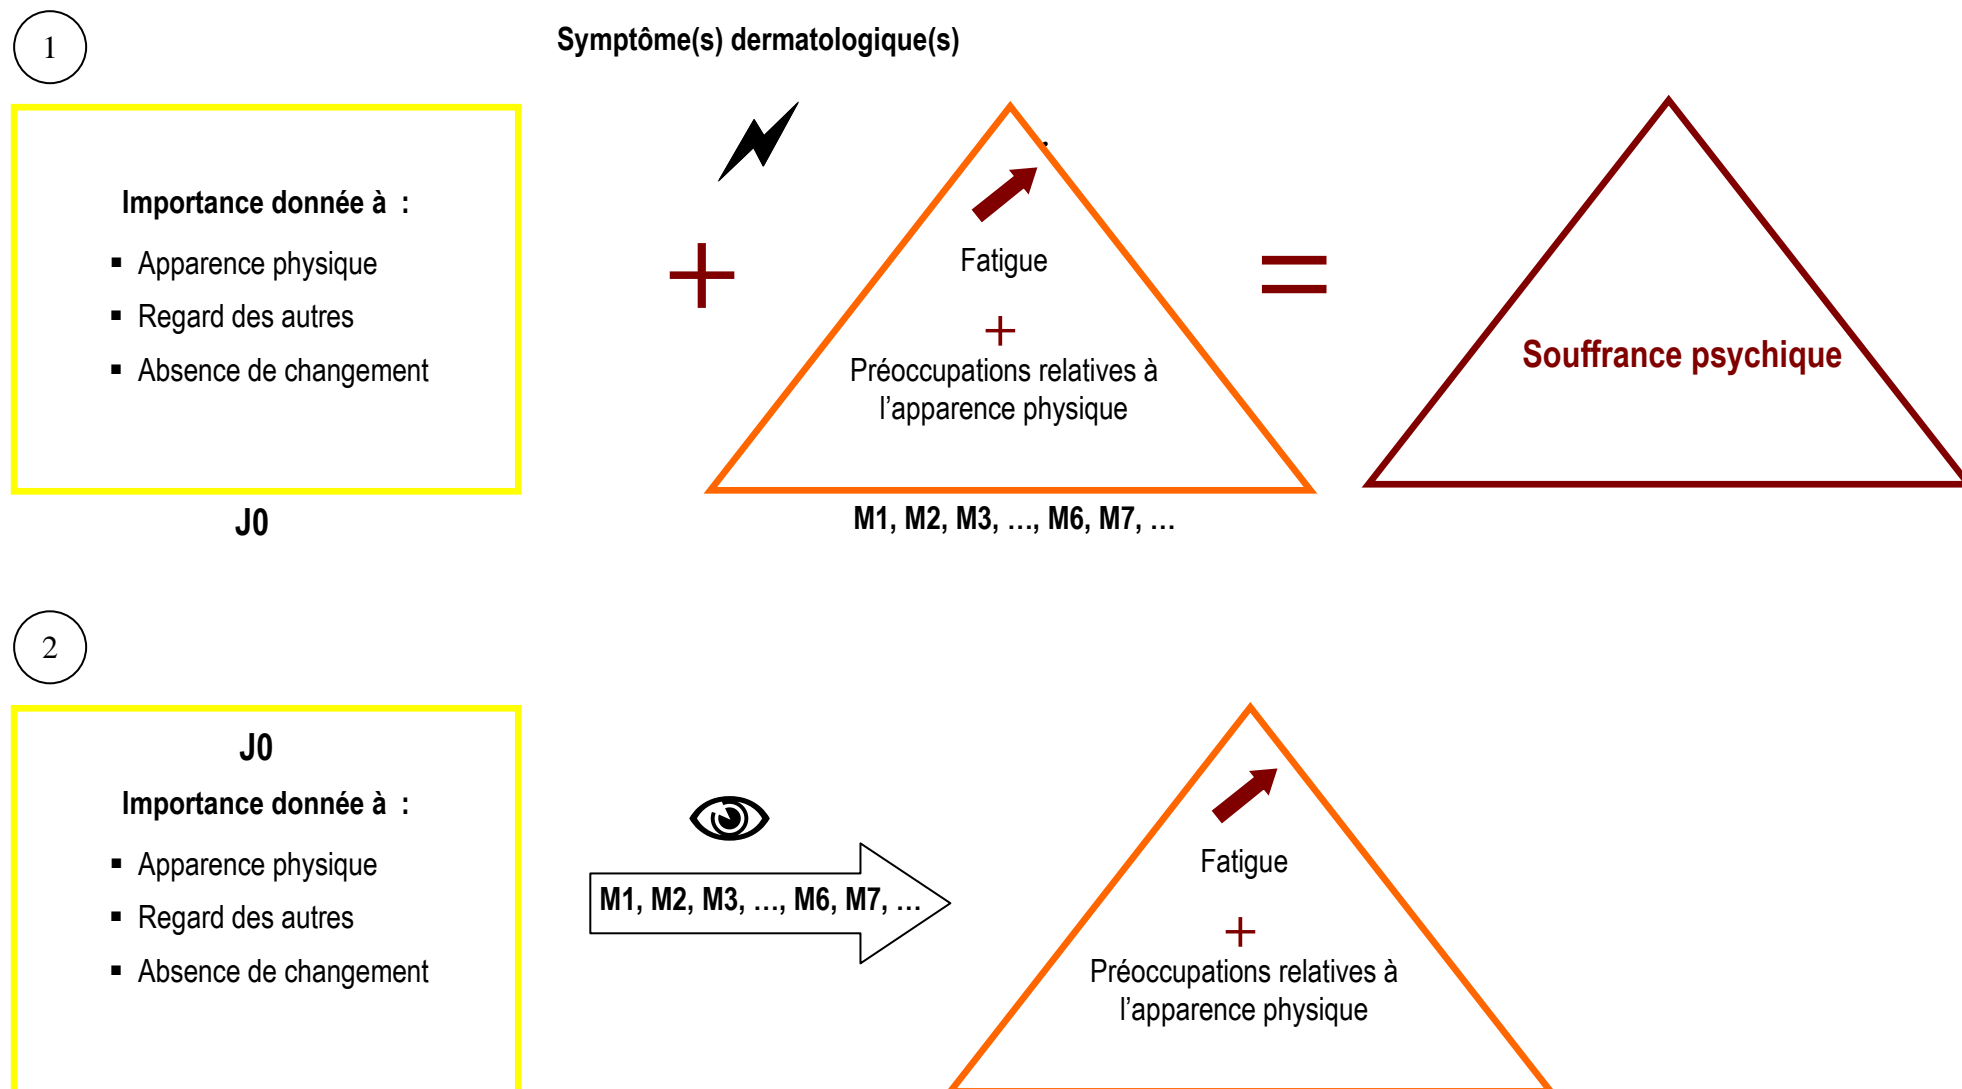 1
Symptôme(s) dermatologique(s)
Importance donnée à :
▪ Apparence physique
▪ Regard des autres
▪ Absence de changement
J0
+
Fatigue
+
Préoccupations relatives à
l’apparence physique
M1, M2, M3, …, M6, M7, …
=
Souffrance psychique
2
J0
Importance donnée à :
▪ Apparence physique
▪ Regard des autres
▪ Absence de changement
M1, M2, M3, …, M6, M7, …
Fatigue
+
Préoccupations relatives à
l’apparence physique